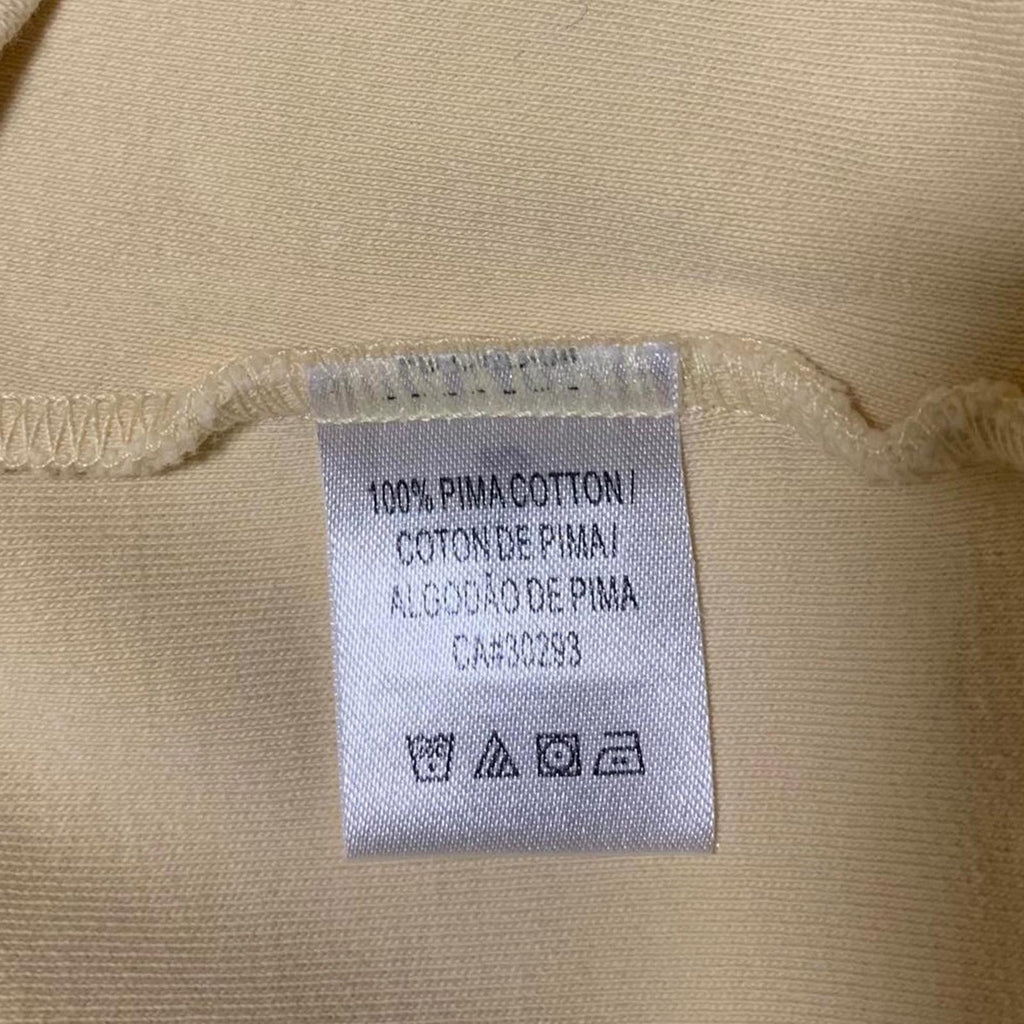 100% PIMA COTTON/
COTON DE PIMA/
ALGODÃO DE PIMA
CA#30293